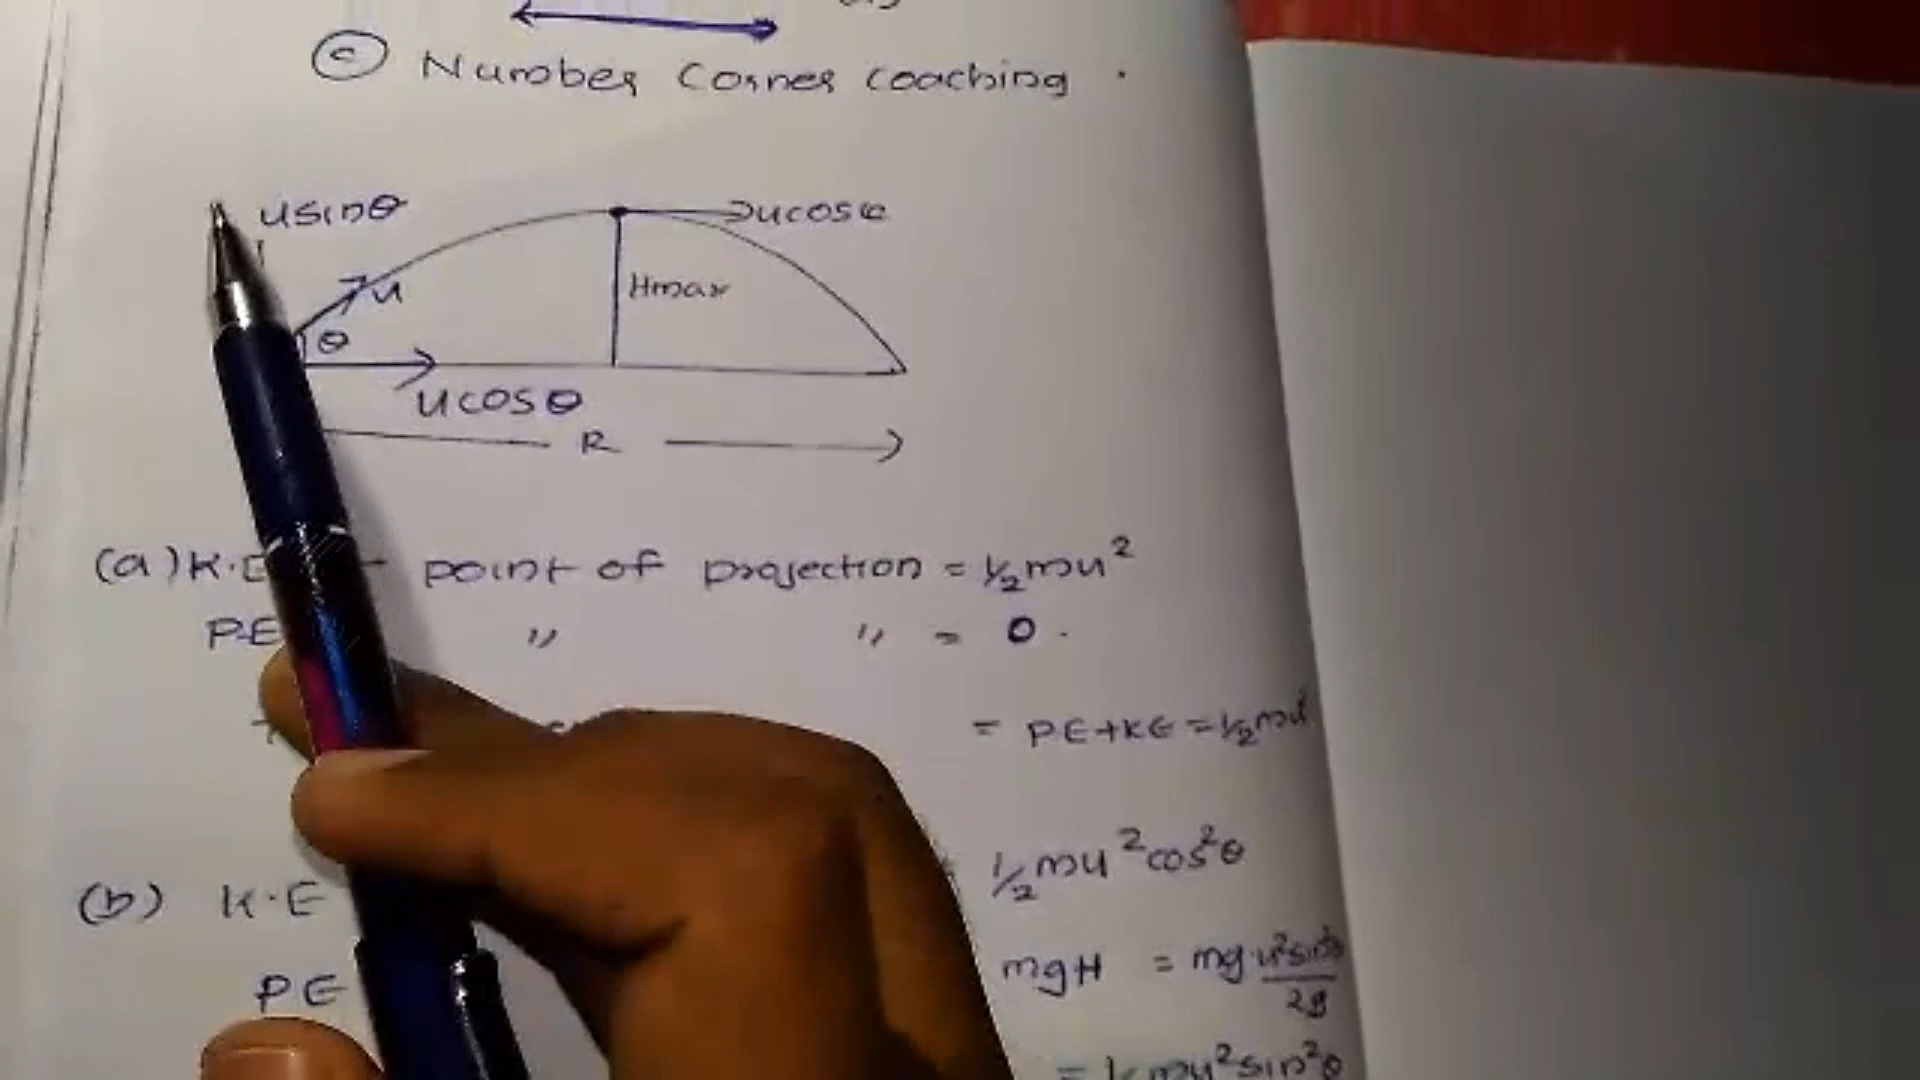 © Number Corner coaching .
usinθ
ucosθ
u
Hmax
θ
ucosθ
R
(a) K.E point of projection = 1/2mu²
PE " " = 0 .
= PE+KE = 1/2mu²
(b) K.E 1/2mu²cos²θ
PE mgH = mg.u²sin²θ/2g
mu²sin²θ